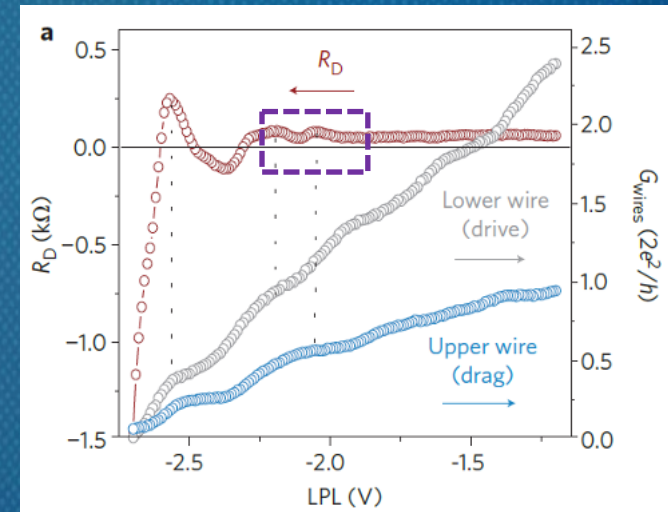 a
0.5
0.0
−0.5
−1.0
−1.5
R_D (kΩ)
R_D
Lower wire
(drive)
Upper wire
(drag)
2.5
2.0
1.5
1.0
0.5
0.0
G_wires (2e²/h)
-2.5
-2.0
-1.5
LPL (V)